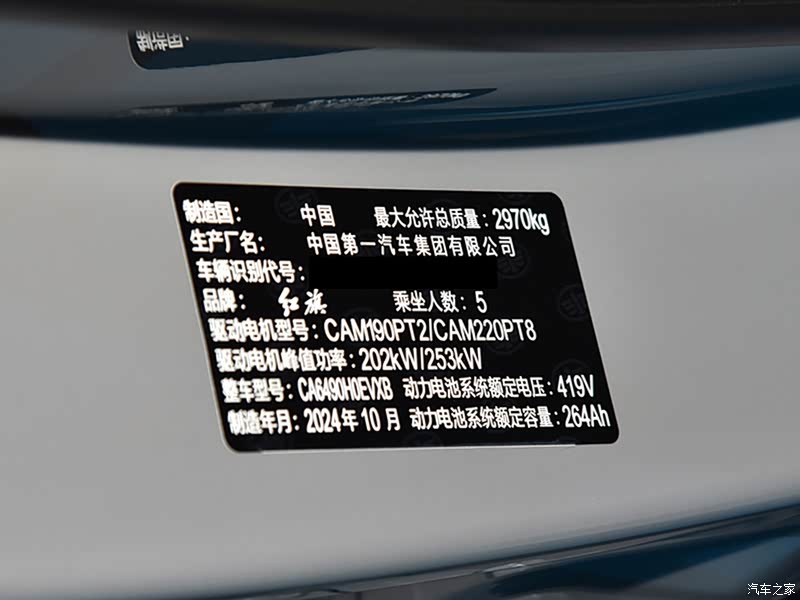 制造国
制造国： 中国 最大允许总质量：2970kg
生产厂名： 中国第一汽车集团有限公司
车辆识别代号：
品牌： 红旗 乘坐人数：5
驱动电机型号：CAM190PT2/CAM220PT8
驱动电机峰值功率：202kW/253kW
整车型号：CA6490H0EVXB 动力电池系统额定电压：419V
制造年月：2024年10月 动力电池系统额定容量：264Ah
汽车之家